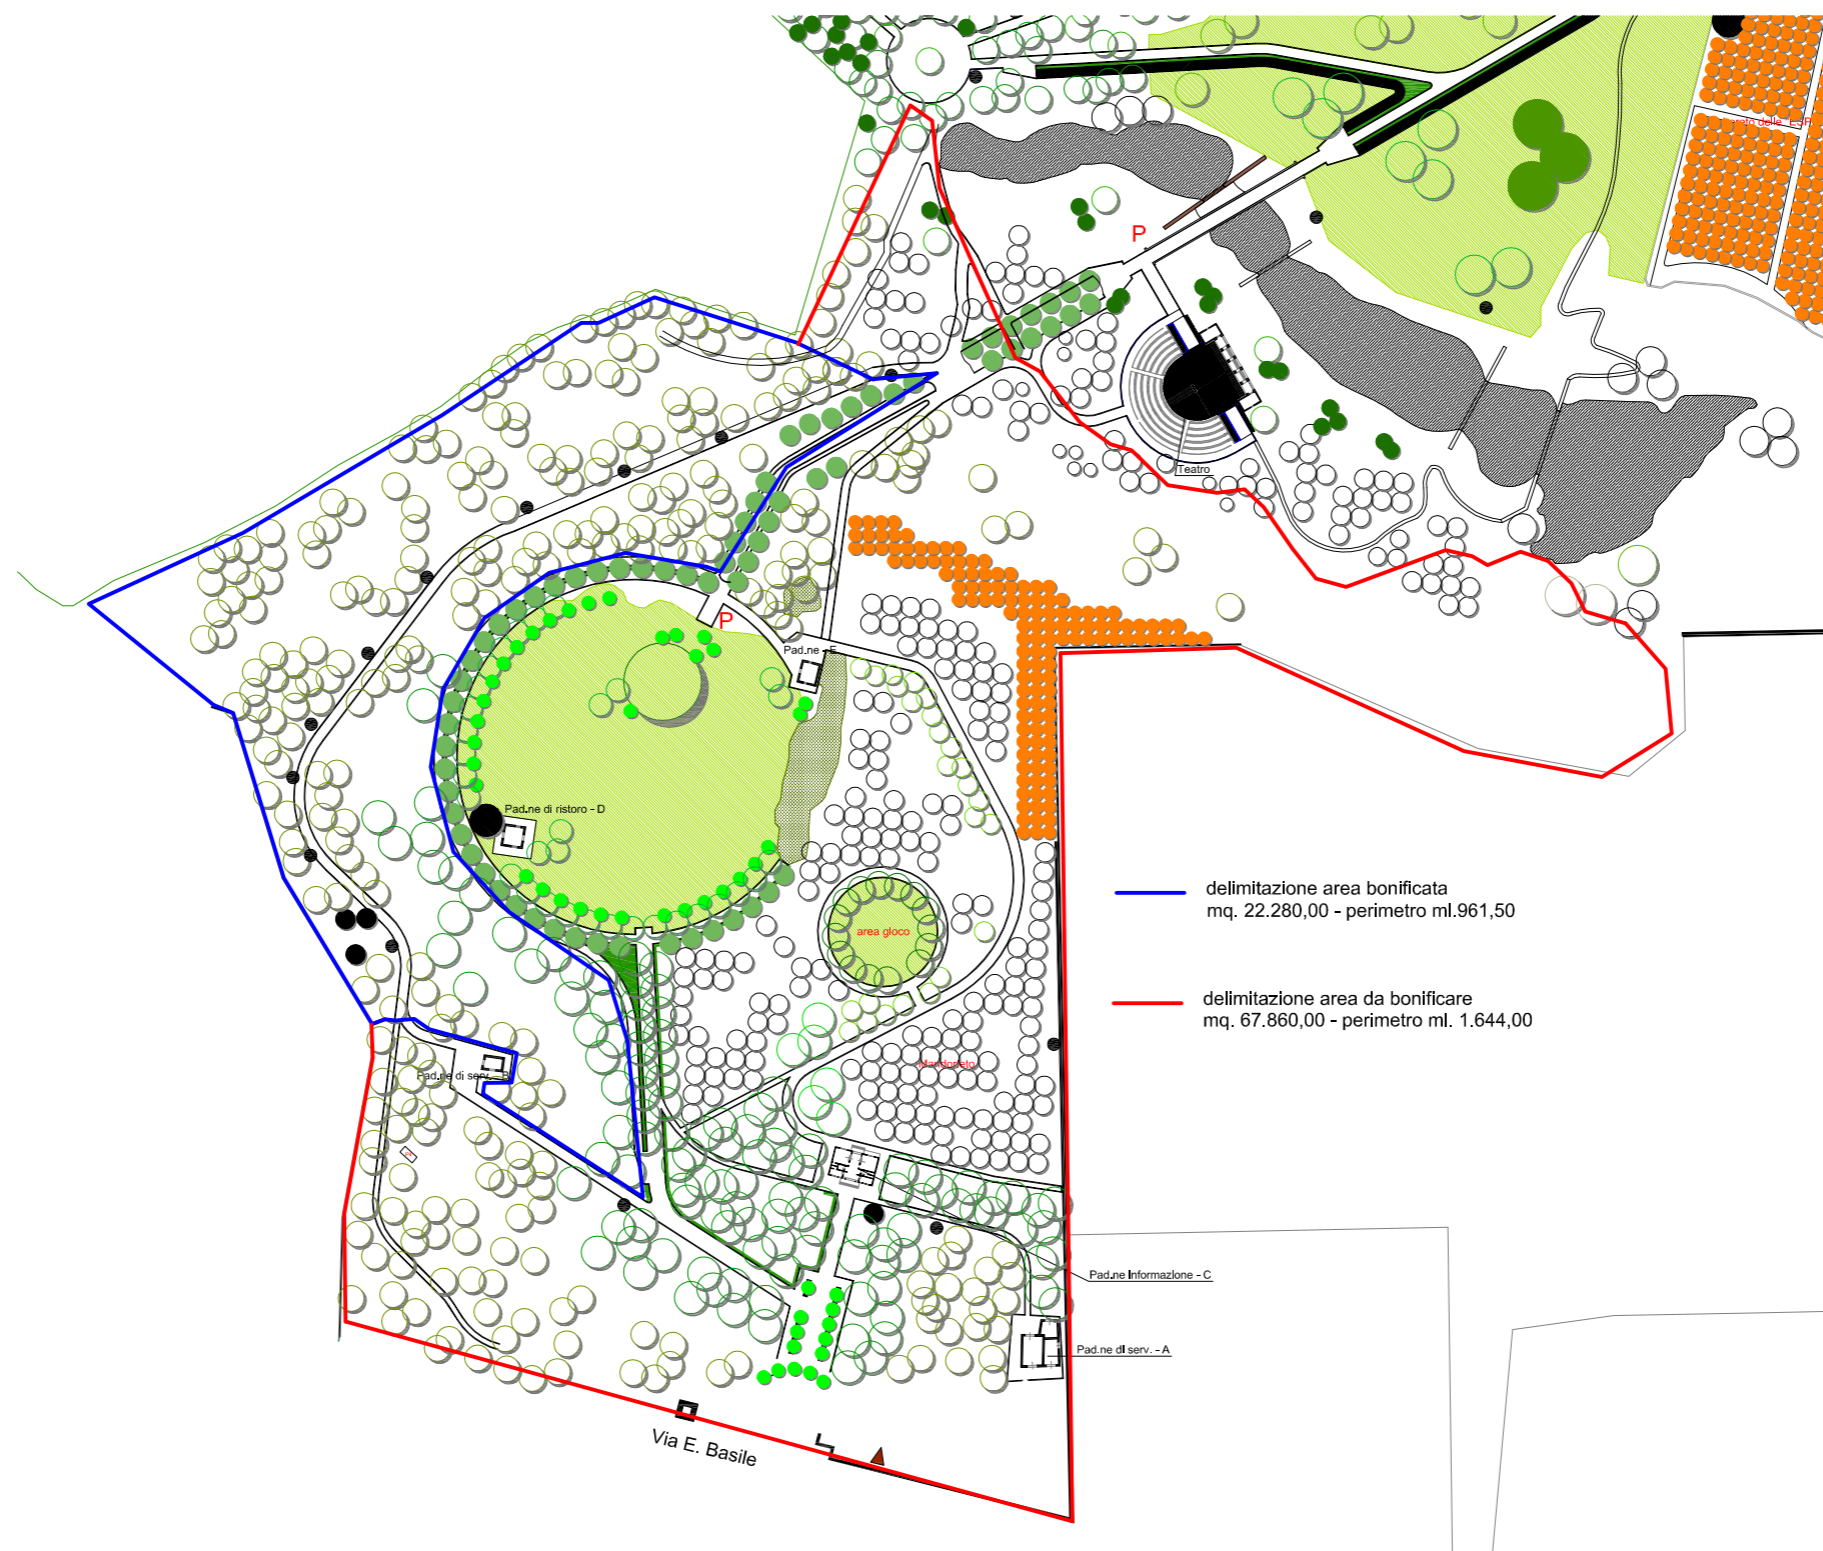 P
Teatro
P
Pad.ne - E
Pad.ne di ristoro - D
delimitazione area bonificata
mq. 22.280,00 - perimetro ml.961,50
area gioco
delimitazione area da bonificare
mq. 67.860,00 - perimetro ml. 1.644,00
Mandorleto
Pad.ne di serv. - B
Pad.ne Informazione - C
Pad.ne di serv. - A
Via E. Basile